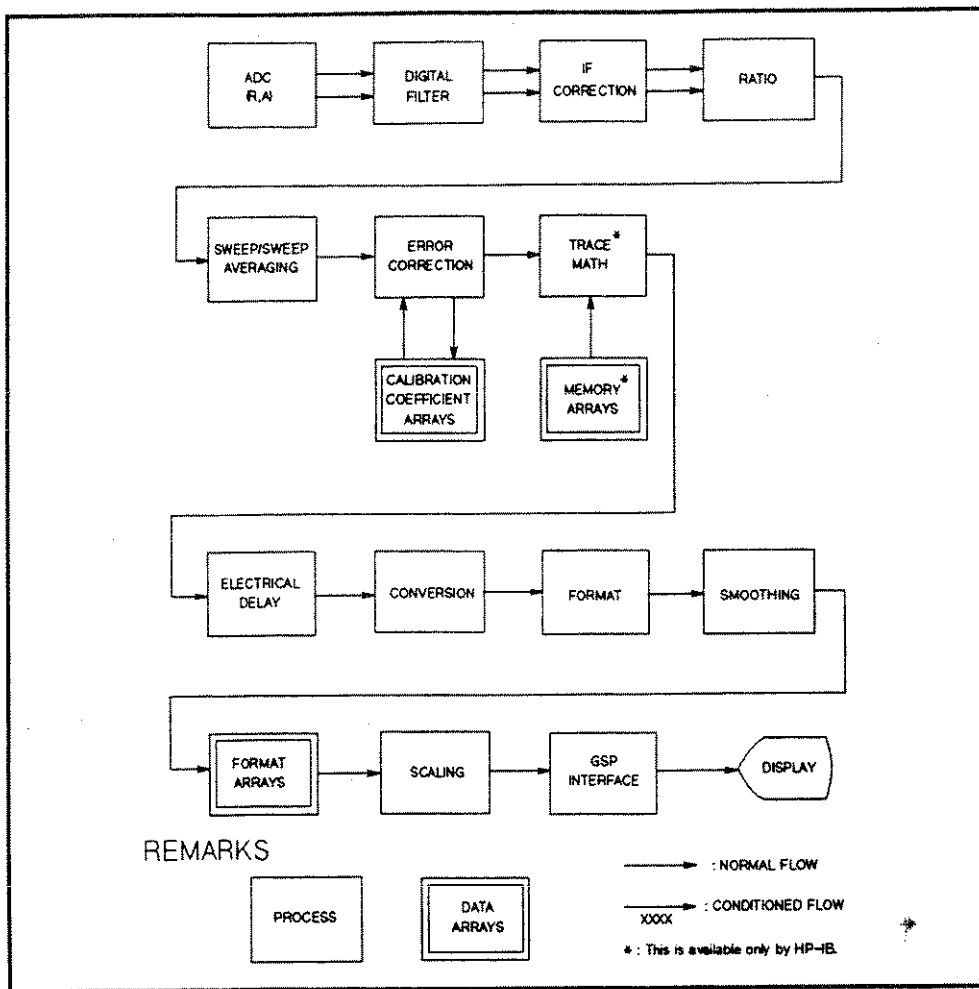 ADC
(R,A)
DIGITAL
FILTER
IF
CORRECTION
RATIO
SWEEP/SWEEP
AVERAGING
ERROR
CORRECTION
TRACE*
MATH
CALIBRATION
COEFFICIENT
ARRAYS
MEMORY*
ARRAYS
ELECTRICAL
DELAY
CONVERSION
FORMAT
SMOOTHING
FORMAT
ARRAYS
SCALING
GSP
INTERFACE
DISPLAY
REMARKS
PROCESS
DATA
ARRAYS
: NORMAL FLOW
: CONDITIONED FLOW
XXXX
* : This is available only by HP-IB.